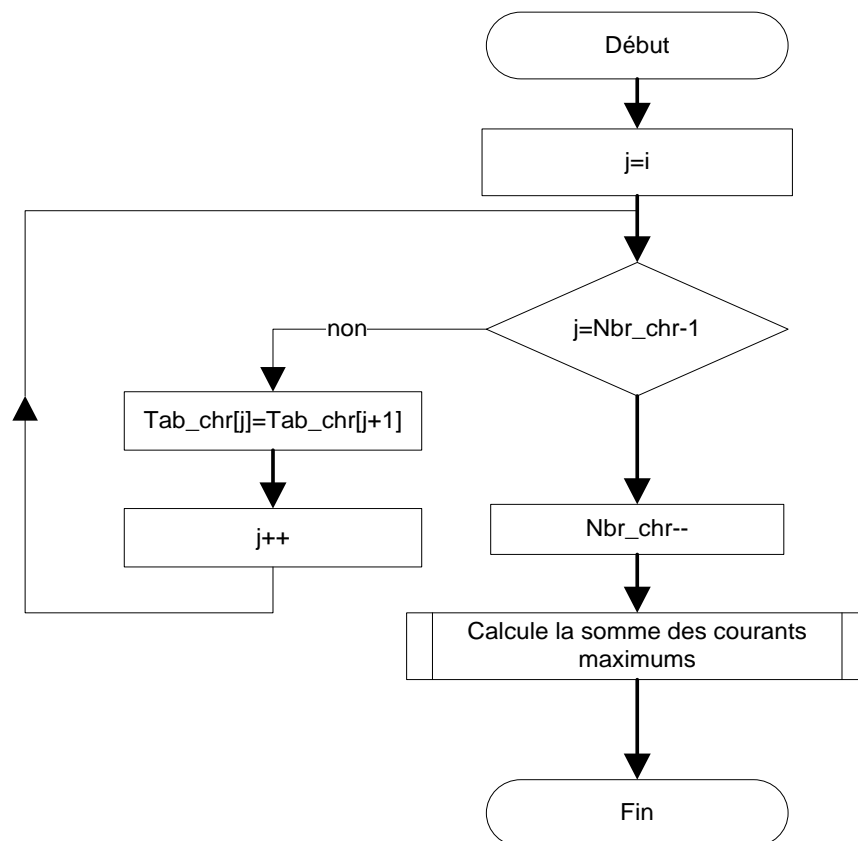 Début
j=i
j=Nbr_chr-1
non
Tab_chr[j]=Tab_chr[j+1]
j++
Nbr_chr--
Calcule la somme des courants
maximums
Fin